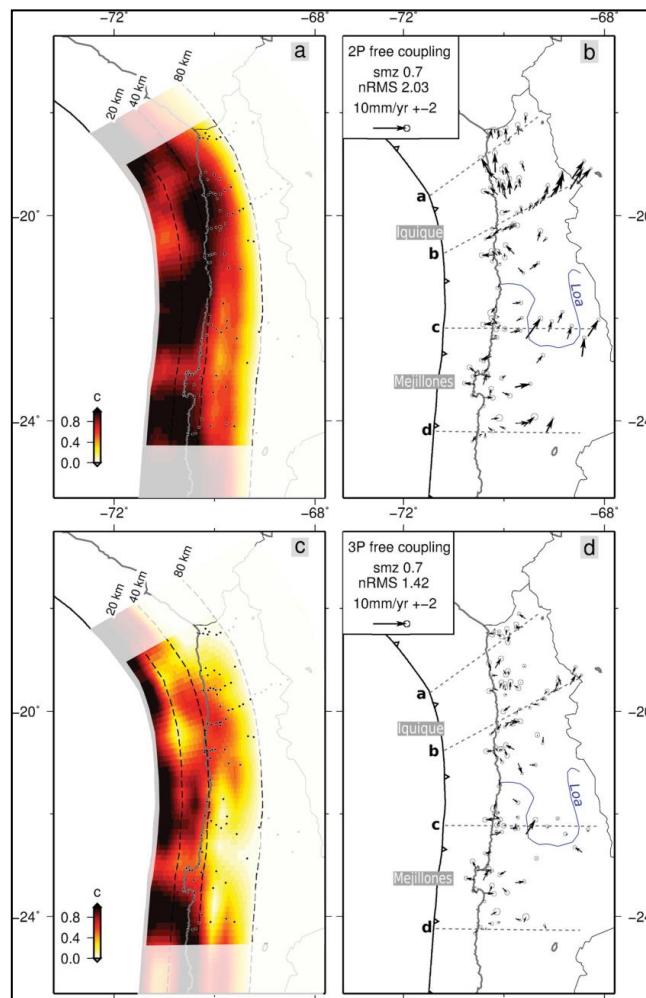 −72° −68° −72° −68°
a
20 km
40 km
80 km
−20°
−24°
c
0.8
0.4
0.0
2P free coupling
smz 0.7
nRMS 2.03
10mm/yr +−2
b
a
Iquique
b
Loa
c
Mejillones
d
−20°
−24°
−72° −68° −72° −68°
c
20 km
40 km
80 km
−20°
−24°
c
0.8
0.4
0.0
3P free coupling
smz 0.7
nRMS 1.42
10mm/yr +−2
d
a
Iquique
b
Loa
c
Mejillones
d
−20°
−24°